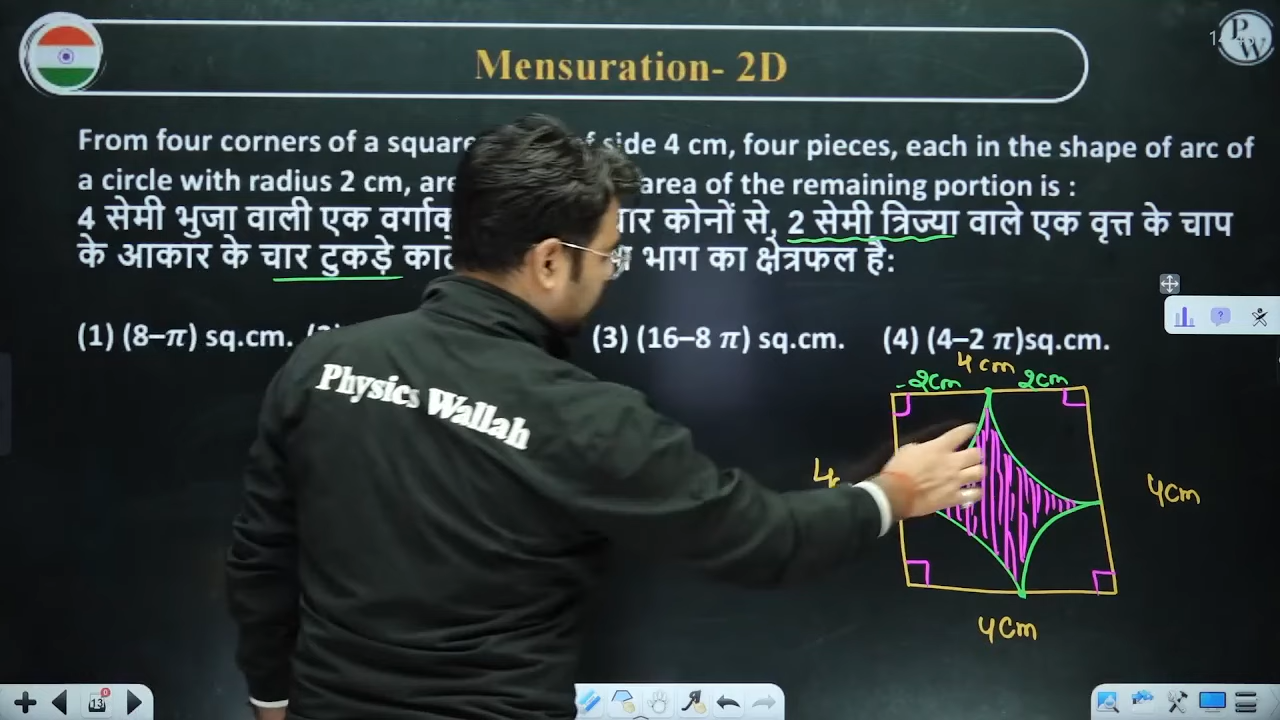 PW
Mensuration- 2D
From four corners of a square side 4 cm, four pieces, each in the shape of arc of
a circle with radius 2 cm, are area of the remaining portion is :
4 सेमी भुजा वाली एक कोनों से, 2 सेमी त्रिज्या वाले एक वृत्त के चाप
के आकार के चार टुकड़े भाग का क्षेत्रफल है:
(1) (8–π) sq.cm. (3) (16–8 π) sq.cm. (4) (4–2 π)sq.cm.
4cm
2cm 2cm
4cm
4cm
Physics Wallah
13